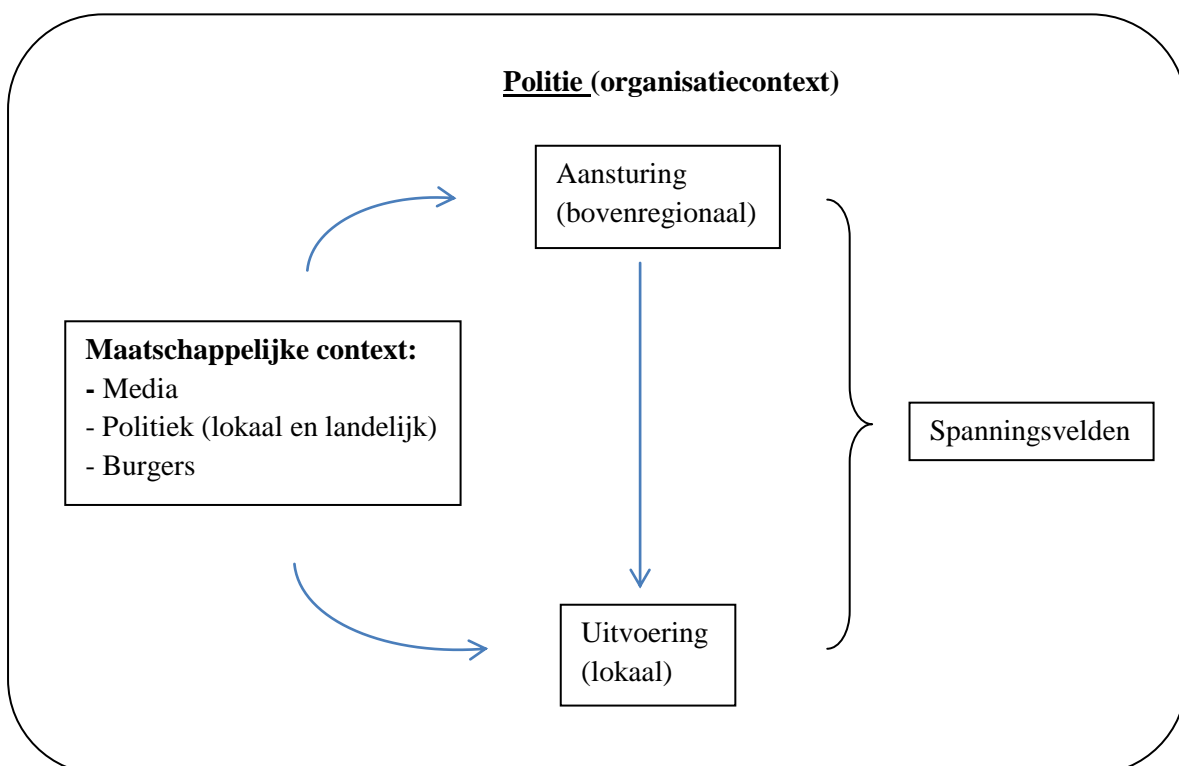 Politie (organisatiecontext)
Aansturing
(bovenregionaal)
Maatschappelijke context:
- Media
- Politiek (lokaal en landelijk)
- Burgers
Spanningsvelden
Uitvoering
(lokaal)